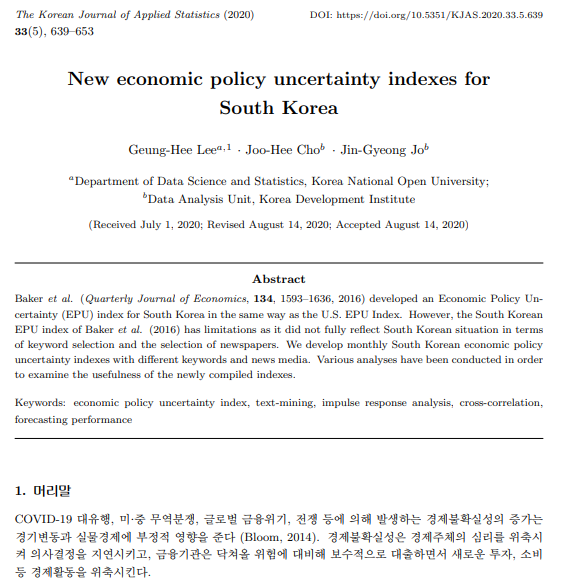 The Korean Journal of Applied Statistics (2020)
DOI: https://doi.org/10.5351/KJAS.2020.33.5.639
33(5), 639–653
New economic policy uncertainty indexes for
South Korea
Geung-Hee Lee^{a,1} · Joo-Hee Cho^{b} · Jin-Gyeong Jo^{b}
^{a}Department of Data Science and Statistics, Korea National Open University;
^{b}Data Analysis Unit, Korea Development Institute
(Received July 1, 2020; Revised August 14, 2020; Accepted August 14, 2020)
Abstract
Baker et al. (Quarterly Journal of Economics, 134, 1593–1636, 2016) developed an Economic Policy Un-
certainty (EPU) index for South Korea in the same way as the U.S. EPU Index. However, the South Korean
EPU index of Baker et al. (2016) has limitations as it did not fully reflect South Korean situation in terms
of keyword selection and the selection of newspapers. We develop monthly South Korean economic policy
uncertainty indexes with different keywords and news media. Various analyses have been conducted in order
to examine the usefulness of the newly compiled indexes.
Keywords: economic policy uncertainty index, text-mining, impulse response analysis, cross-correlation,
forecasting performance
1. 머리말
COVID-19 대유행, 미·중 무역분쟁, 글로벌 금융위기, 전쟁 등에 의해 발생하는 경제불확실성의 증가는
경기변동과 실물경제에 부정적 영향을 준다 (Bloom, 2014). 경제불확실성은 경제주체의 심리를 위축시
켜 의사결정을 지연시키고, 금융기관은 닥쳐올 위험에 대비해 보수적으로 대출하면서 새로운 투자, 소비
등 경제활동을 위축시킨다.